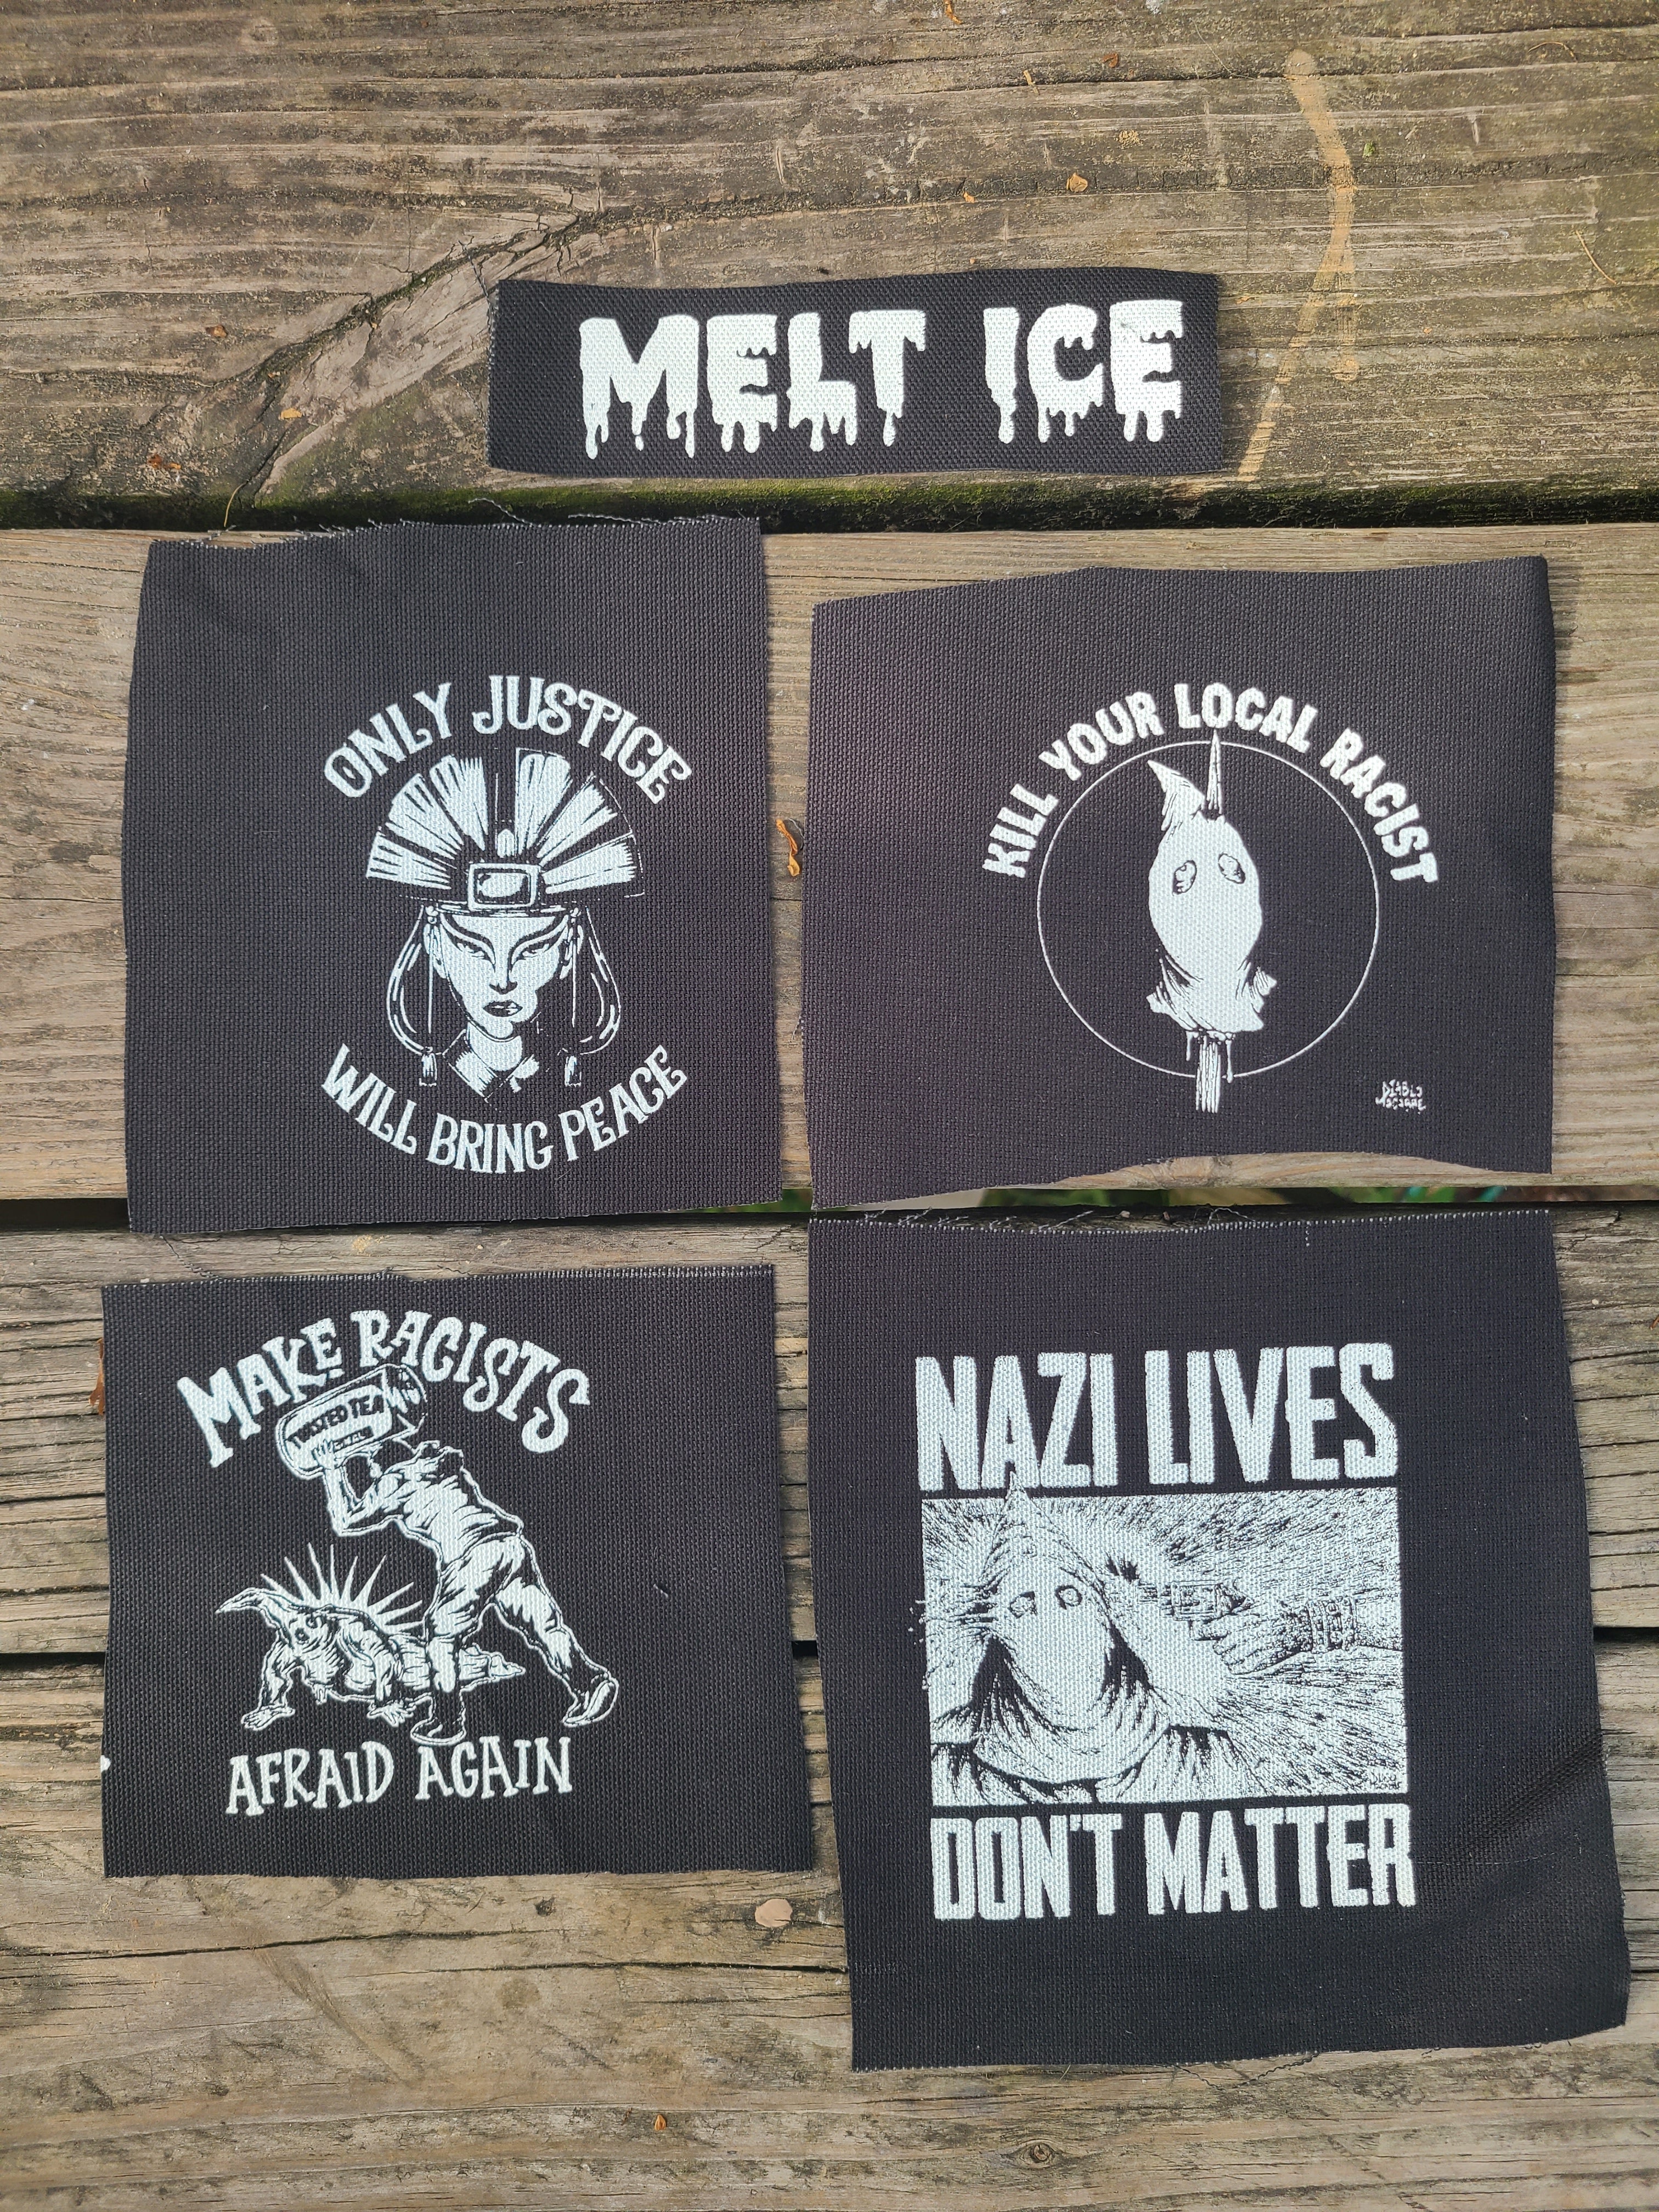 MELT ICE
ONLY JUSTICE
WILL BRING PEACE
KILL YOUR LOCAL RACIST
MAKE RACISTS
TWISTED TEA
AFRAID AGAIN
NAZI LIVES
DON'T MATTER